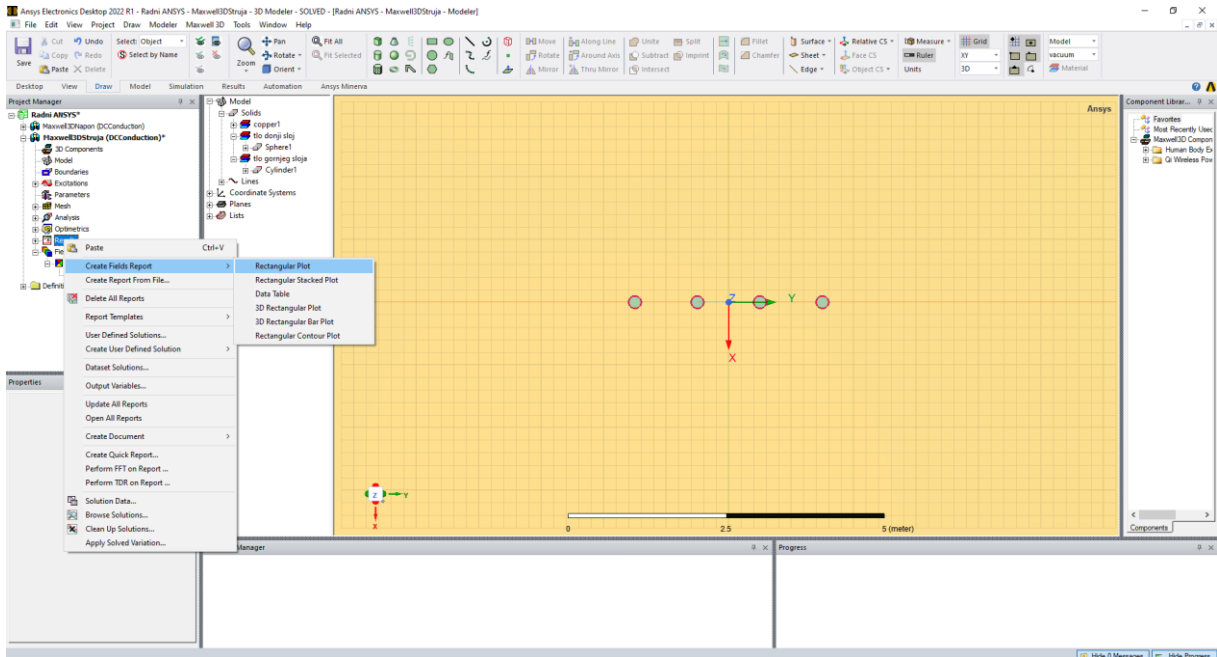 Ansys Electronics Desktop 2022 R1 - Radni ANSYS - Maxwell3DStruja - 3D Modeler - SOLVED - [Radni ANSYS - Maxwell3DStruja - Modeler]
File Edit View Project Draw Modeler Maxwell 3D Tools Window Help
Save
Cut Undo Select: Object
Copy Redo Select by Name
Paste Delete
Zoom
Pan
Rotate
Orient
Fit All
Fit Selected
Move Along Line Unite Split Fillet
Rotate Around Axis Subtract Imprint Chamfer
Mirror Thru Mirror Intersect
Surface Relative CS Measure Grid Model
Sheet Face CS Ruler XY vacuum
Edge Object CS Units 3D Material
Desktop View Draw Model Simulation Results Automation Ansys Minerva
Project Manager
Radni ANSYS*
Maxwell3DNapon (DCConduction)
Maxwell3DStruja (DCConduction)*
3D Components
Model
Boundaries
Excitations
Parameters
Mesh
Analysis
Optimetrics
Model
Solids
copper1
tlo donji sloj
Sphere1
tlo gornjeg sloja
Cylinder1
Lines
Coordinate Systems
Planes
Lists
Paste Ctrl+V
Create Fields Report
Create Report From File...
Delete All Reports
Report Templates
User Defined Solutions...
Create User Defined Solution
Dataset Solutions...
Output Variables...
Update All Reports
Open All Reports
Create Document
Create Quick Report...
Perform FFT on Report ...
Perform TDR on Report ...
Solution Data...
Browse Solutions...
Clean Up Solutions...
Apply Solved Variation...
Rectangular Plot
Rectangular Stacked Plot
Data Table
3D Rectangular Plot
3D Rectangular Bar Plot
Rectangular Contour Plot
Properties
Ansys
Z Y
X
Z Y
X
0 2.5 5 (meter)
Component Librar...
Favorites
Most Recently Usec
Maxwell3D Compon
Human Body Ex
Qi Wireless Pow
Components
Progress
Hide 0 Messages Hide Progress